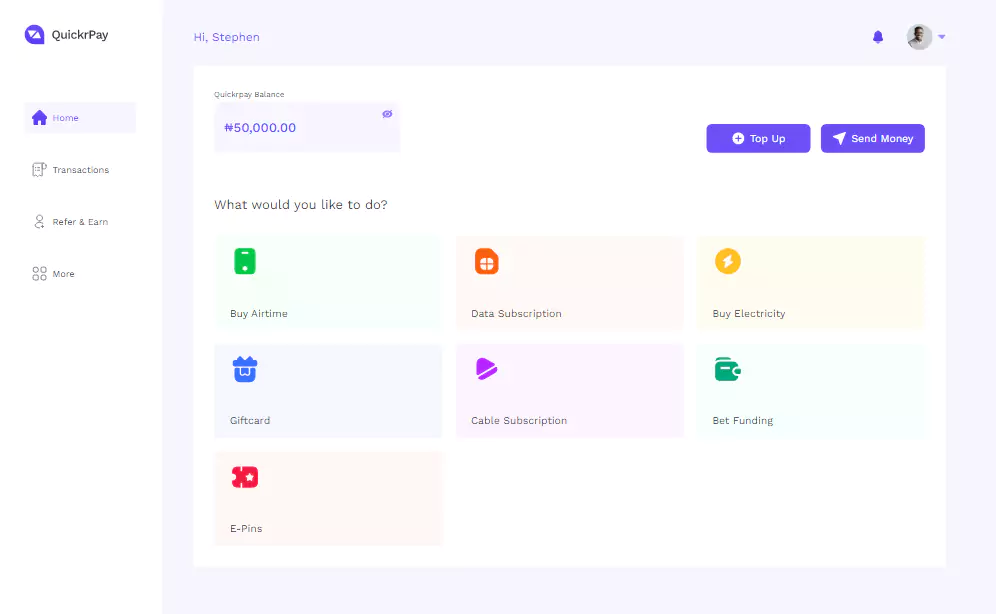 QuickrPay
Hi, Stephen
Home
Transactions
Refer & Earn
More
Quickrpay Balance
₦50,000.00
Top Up
Send Money
What would you like to do?
Buy Airtime
Data Subscription
Buy Electricity
Giftcard
Cable Subscription
Bet Funding
E-Pins